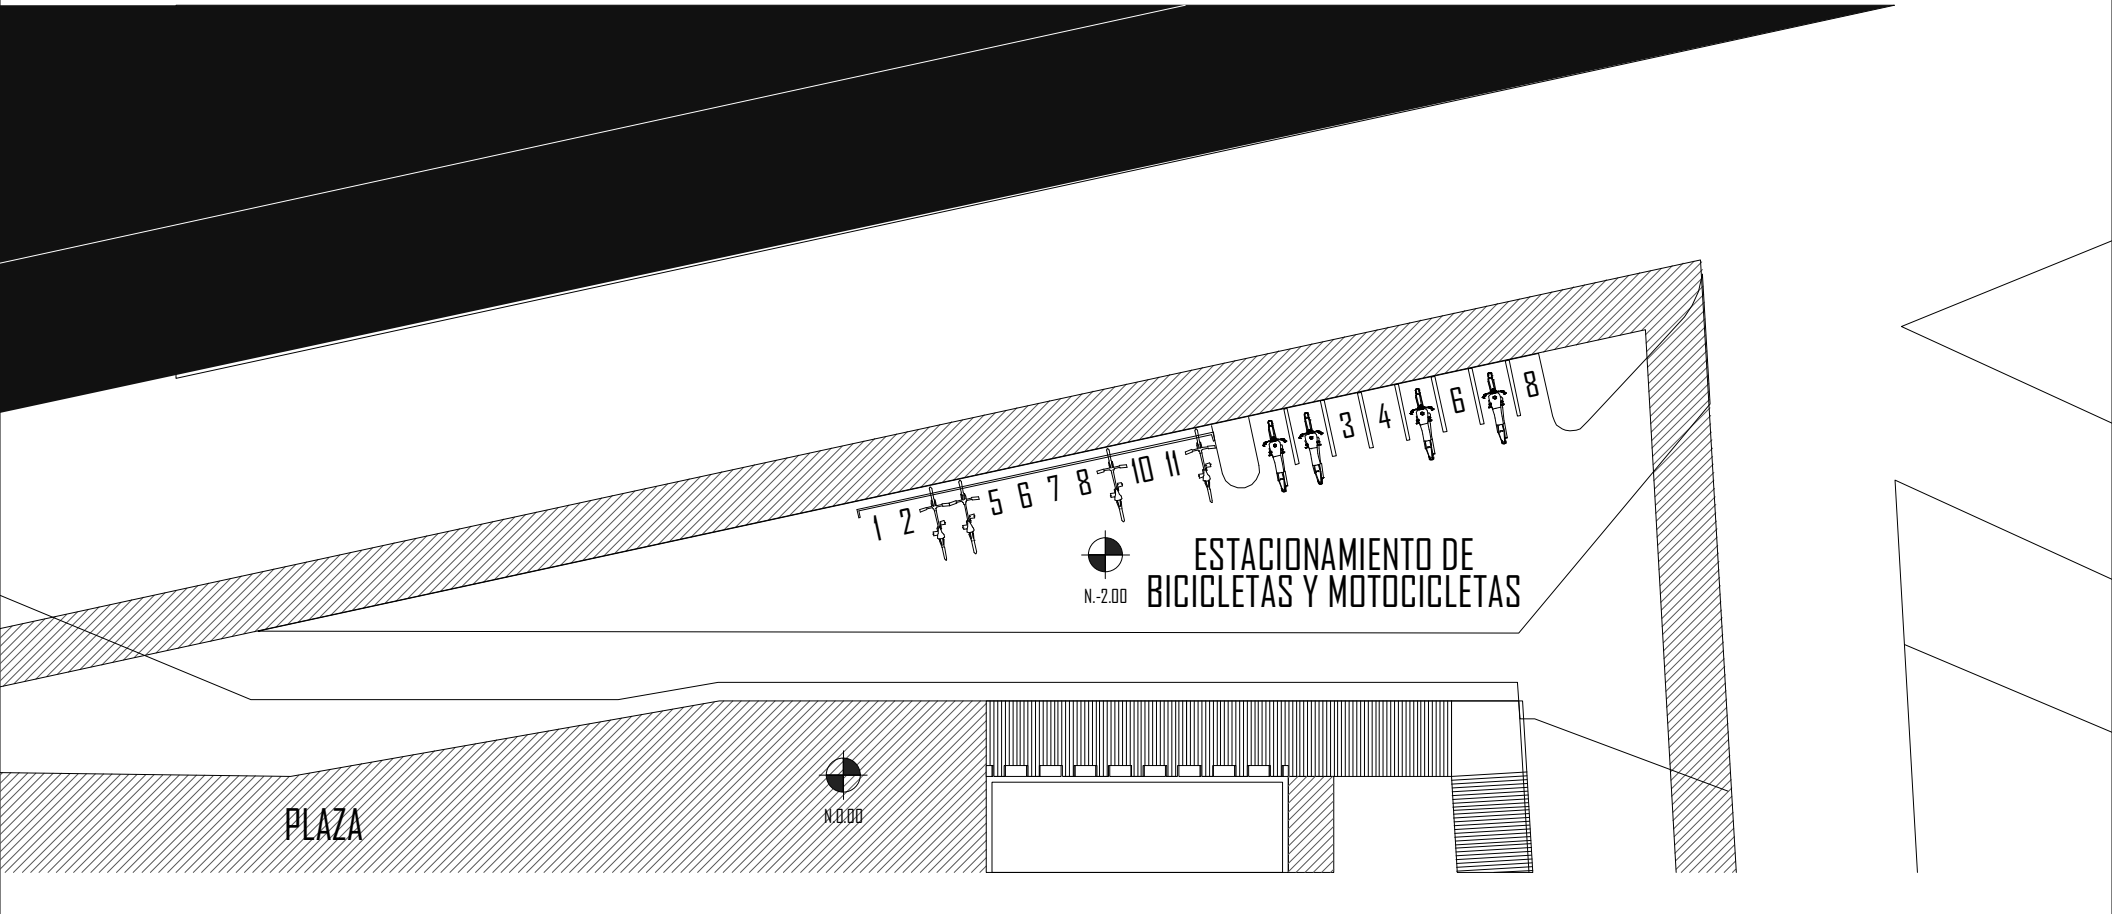 1 2 5 6 7 8 10 11
3 4 6 8
ESTACIONAMIENTO DE
BICICLETAS Y MOTOCICLETAS
N.-2.00
N.0.00
PLAZA